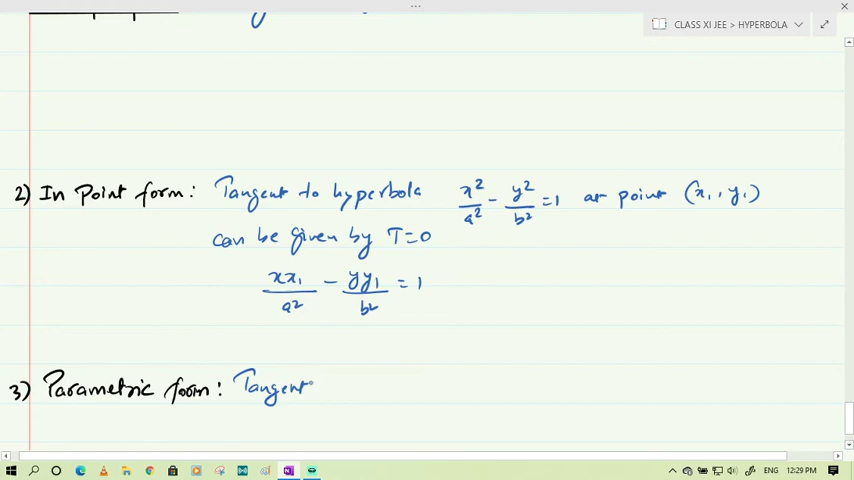 CLASS XI JEE > HYPERBOLA
2) In Point form: Tangent to hyperbola x²/a² - y²/b² = 1 at point (x₁, y₁)
can be given by T=0
xx₁/a² - yy₁/b² = 1
3) Parametric form: Tangent
ENG 12:29 PM